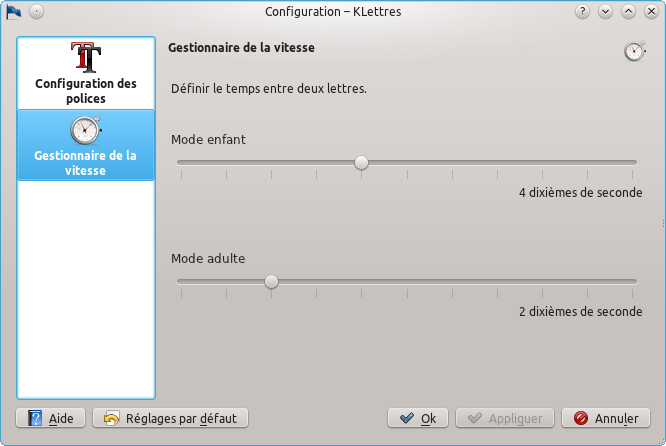 Configuration – KLettres
Configuration des
polices
Gestionnaire de la
vitesse
Gestionnaire de la vitesse
Définir le temps entre deux lettres.
Mode enfant
4 dixièmes de seconde
Mode adulte
2 dixièmes de seconde
Aide
Réglages par défaut
Ok
Appliquer
Annuler